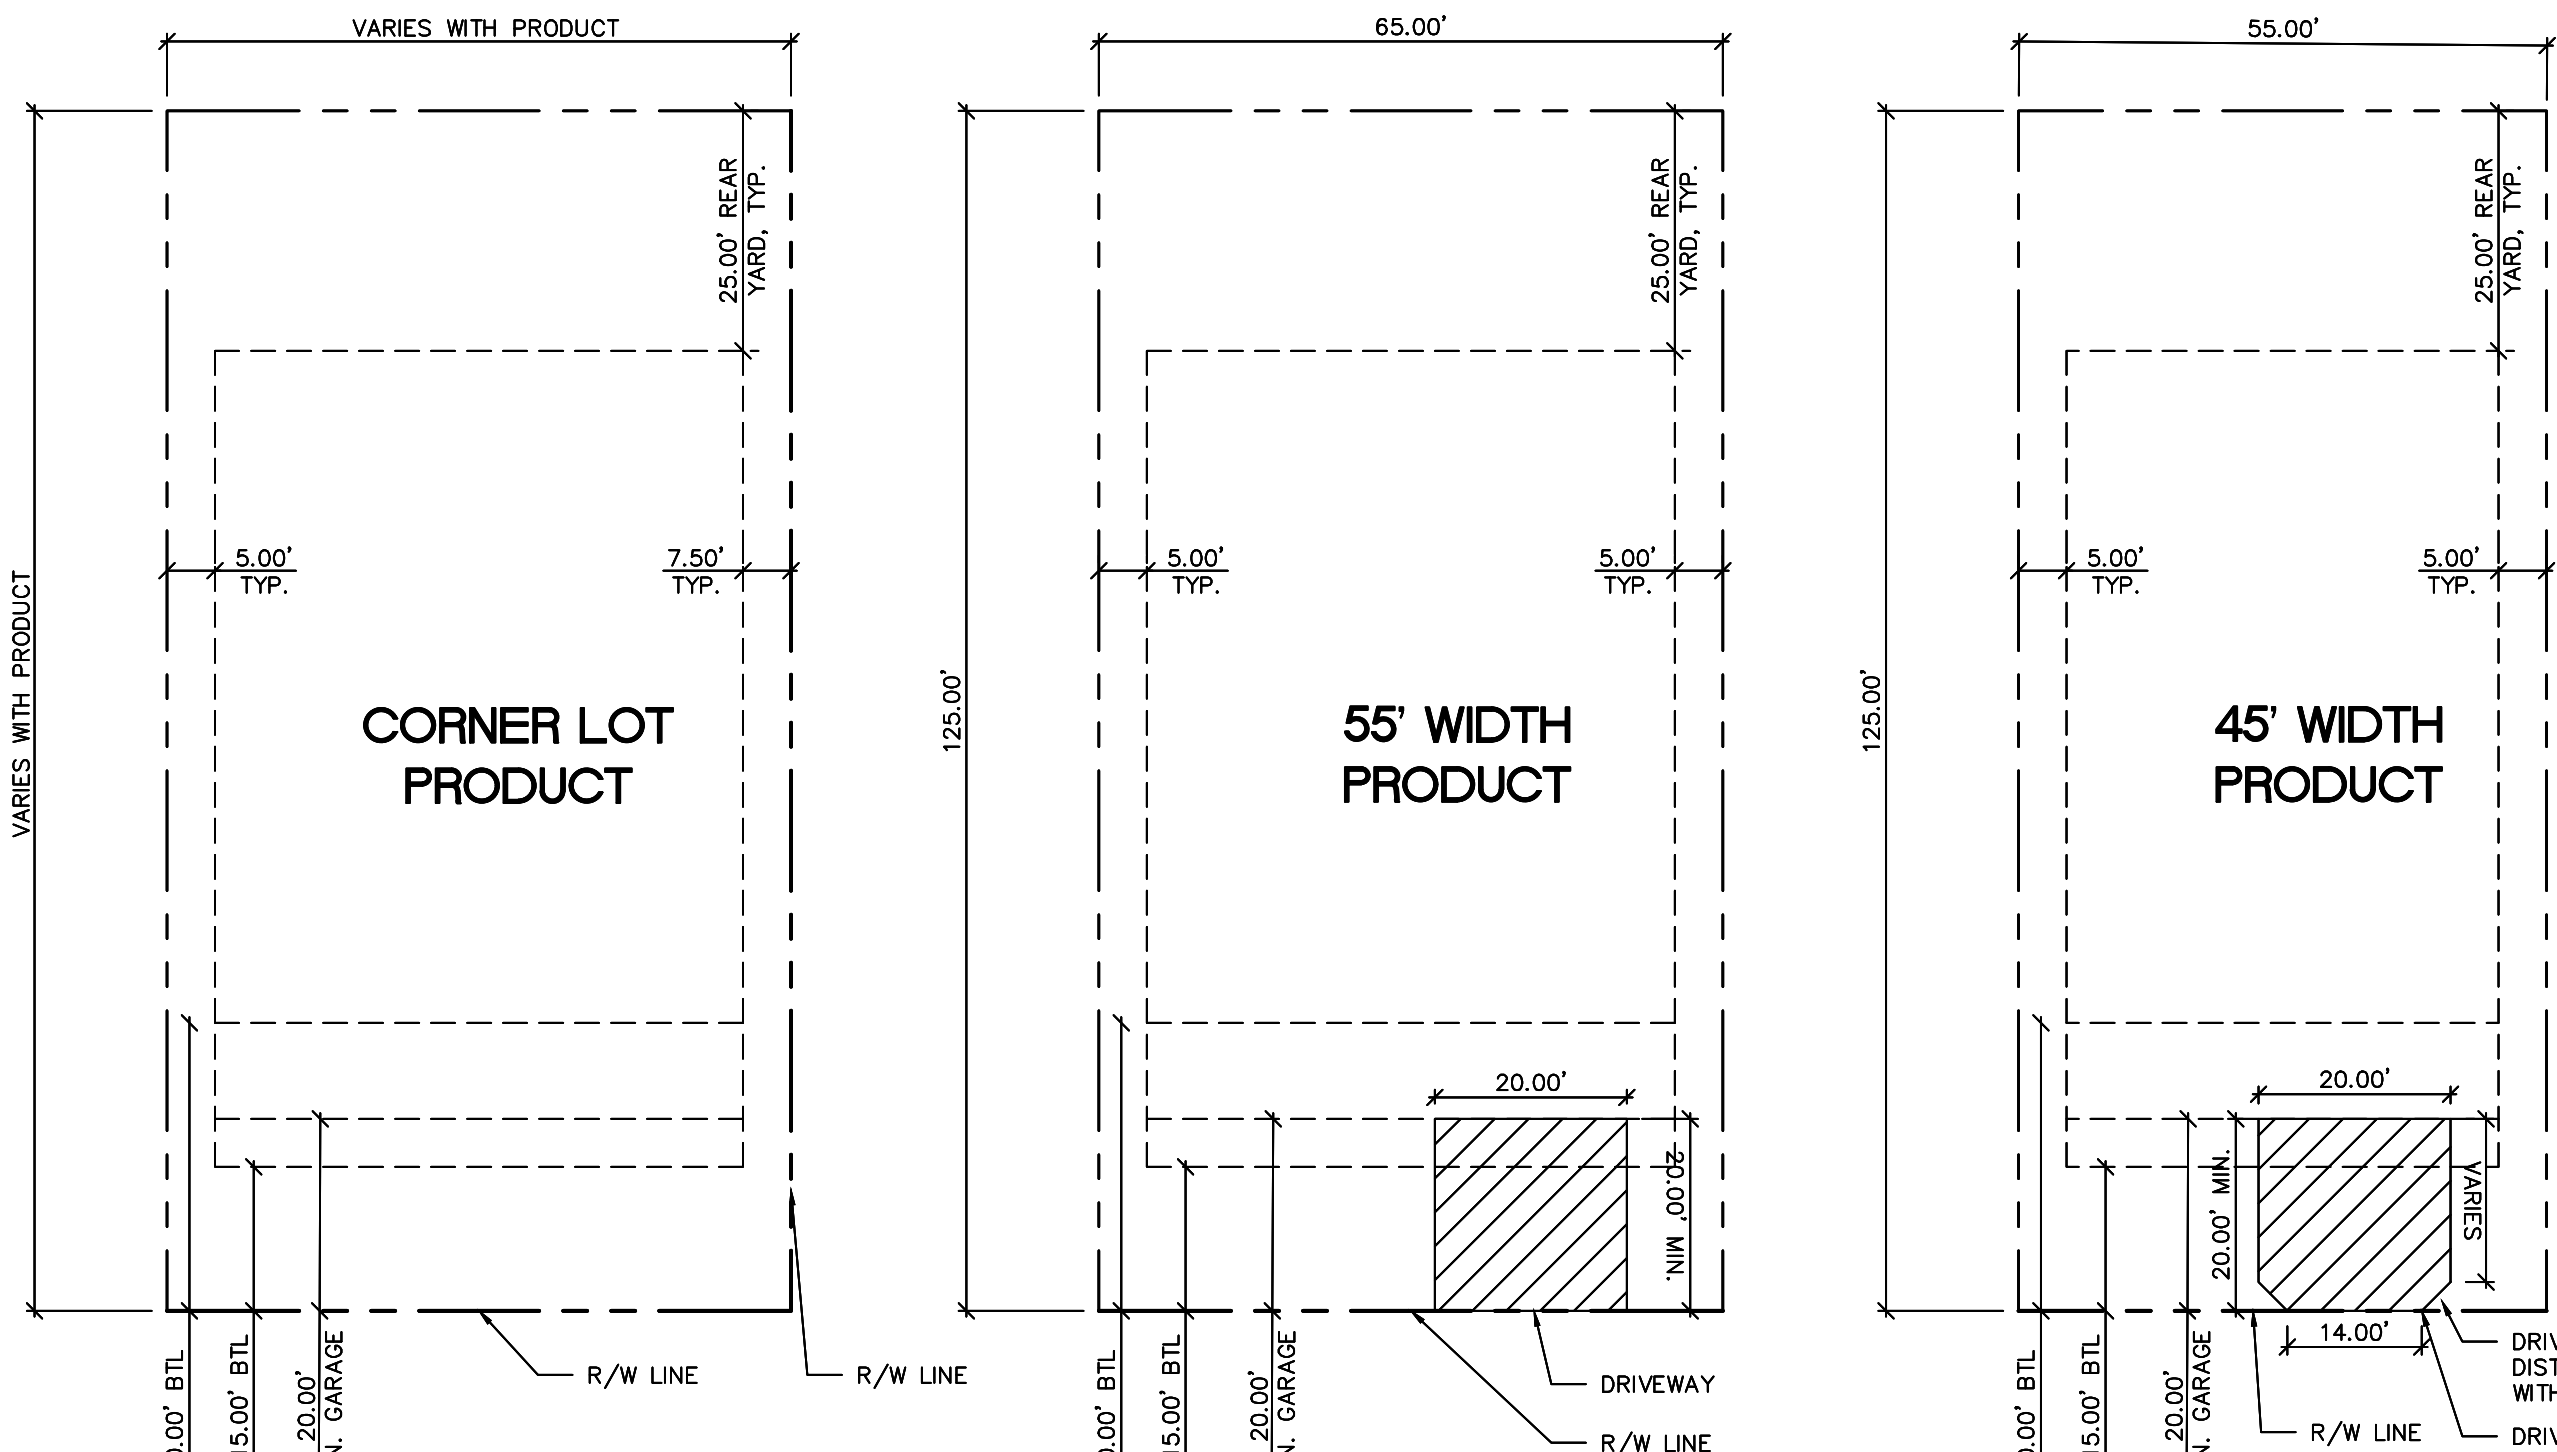 VARIES WITH PRODUCT
VARIES WITH PRODUCT
25.00' REAR
YARD, TYP.
5.00'
TYP.
7.50'
TYP.
CORNER LOT
PRODUCT
BTL
15.00' BTL
20.00'
GARAGE
R/W LINE
R/W LINE
65.00'
125.00'
25.00' REAR
YARD, TYP.
5.00'
TYP.
5.00'
TYP.
55' WIDTH
PRODUCT
20.00'
20.00' MIN.
BTL
15.00' BTL
20.00'
GARAGE
DRIVEWAY
R/W LINE
55.00'
125.00'
25.00' REAR
YARD, TYP.
5.00'
TYP.
5.00'
TYP.
45' WIDTH
PRODUCT
20.00'
20.00' MIN.
VARIES
14.00'
BTL
15.00' BTL
20.00'
GARAGE
R/W LINE